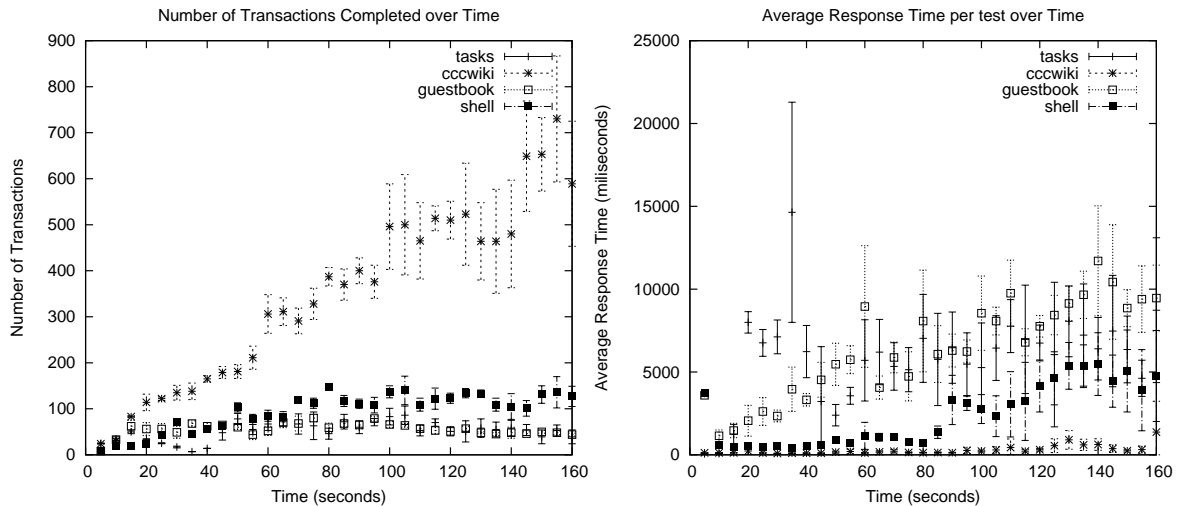 Number of Transactions Completed over Time
900
800
700
600
500
400
300
200
100
0
Number of Transactions
0 20 40 60 80 100 120 140 160
Time (seconds)
tasks
cccwiki
guestbook
shell
Average Response Time per test over Time
25000
20000
15000
10000
5000
0
Average Response Time (miliseconds)
0 20 40 60 80 100 120 140 160
Time (seconds)
tasks
cccwiki
guestbook
shell